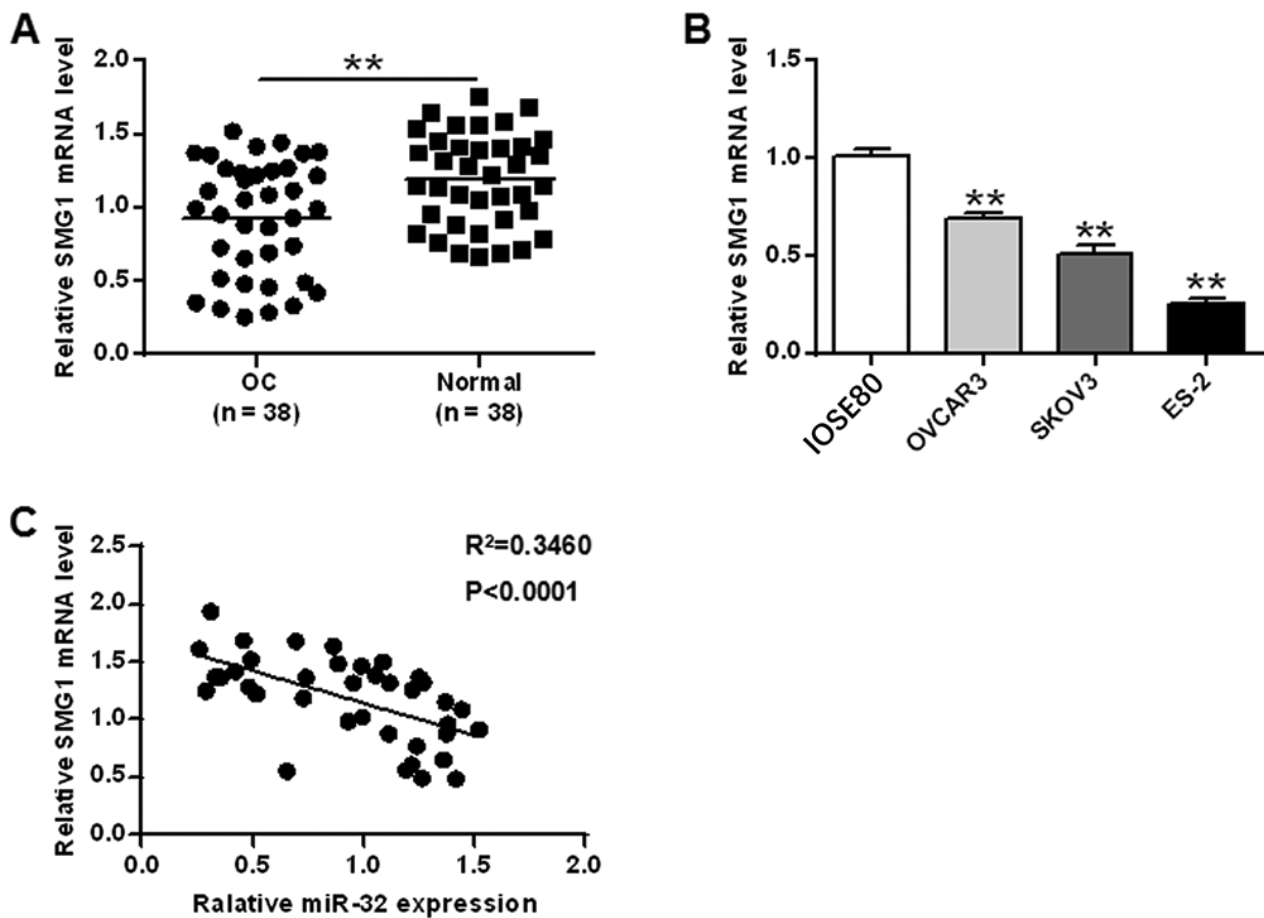 A
Relative SMG1 mRNA level
2.0
1.5
1.0
0.5
0.0
**
OC
(n = 38)
Normal
(n = 38)
B
Relative SMG1 mRNA level
1.5
1.0
0.5
0.0
**
**
**
IOSE80
OVCAR3
SKOV3
ES-2
C
Relative SMG1 mRNA level
2.5
2.0
1.5
1.0
0.5
0.0
R²=0.3460
P<0.0001
0.0
0.5
1.0
1.5
2.0
Ralative miR-32 expression